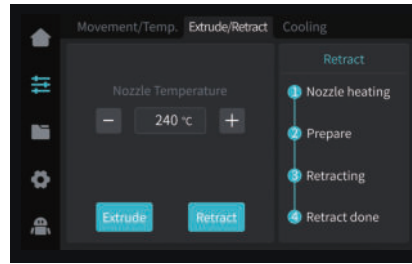 Movement/Temp. Extrude/Retract Cooling
Retract
Nozzle Temperature
1 Nozzle heating
− 240 °C +
2 Prepare
3 Retracting
Extrude Retract
4 Retract done